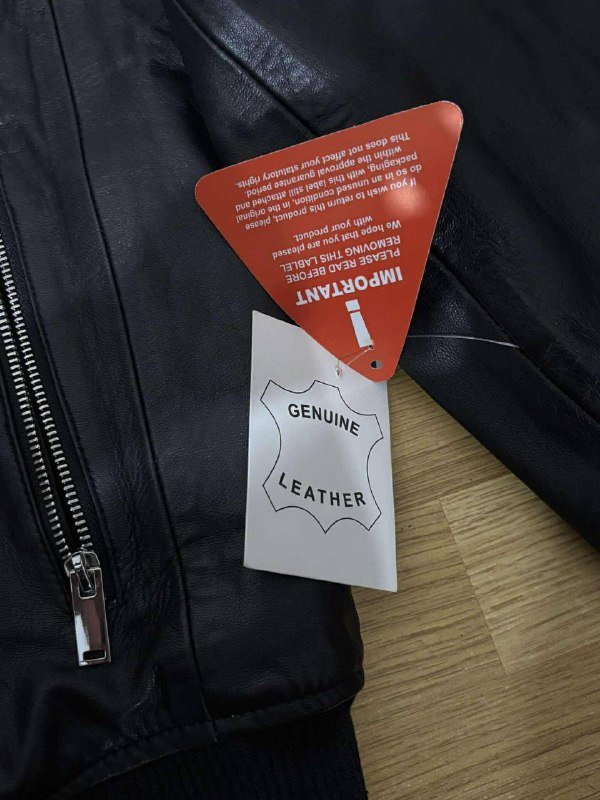 !
IMPORTANT
PLEASE READ BEFORE
REMOVING THIS LABLEL
We hope that you are pleased
with your product.
If you wish to return this product, please
do so in an unused condition, in the original
packaging, with this label still attached and
within the approval guarantee period.
This does not affect your statutory rights.
GENUINE
LEATHER